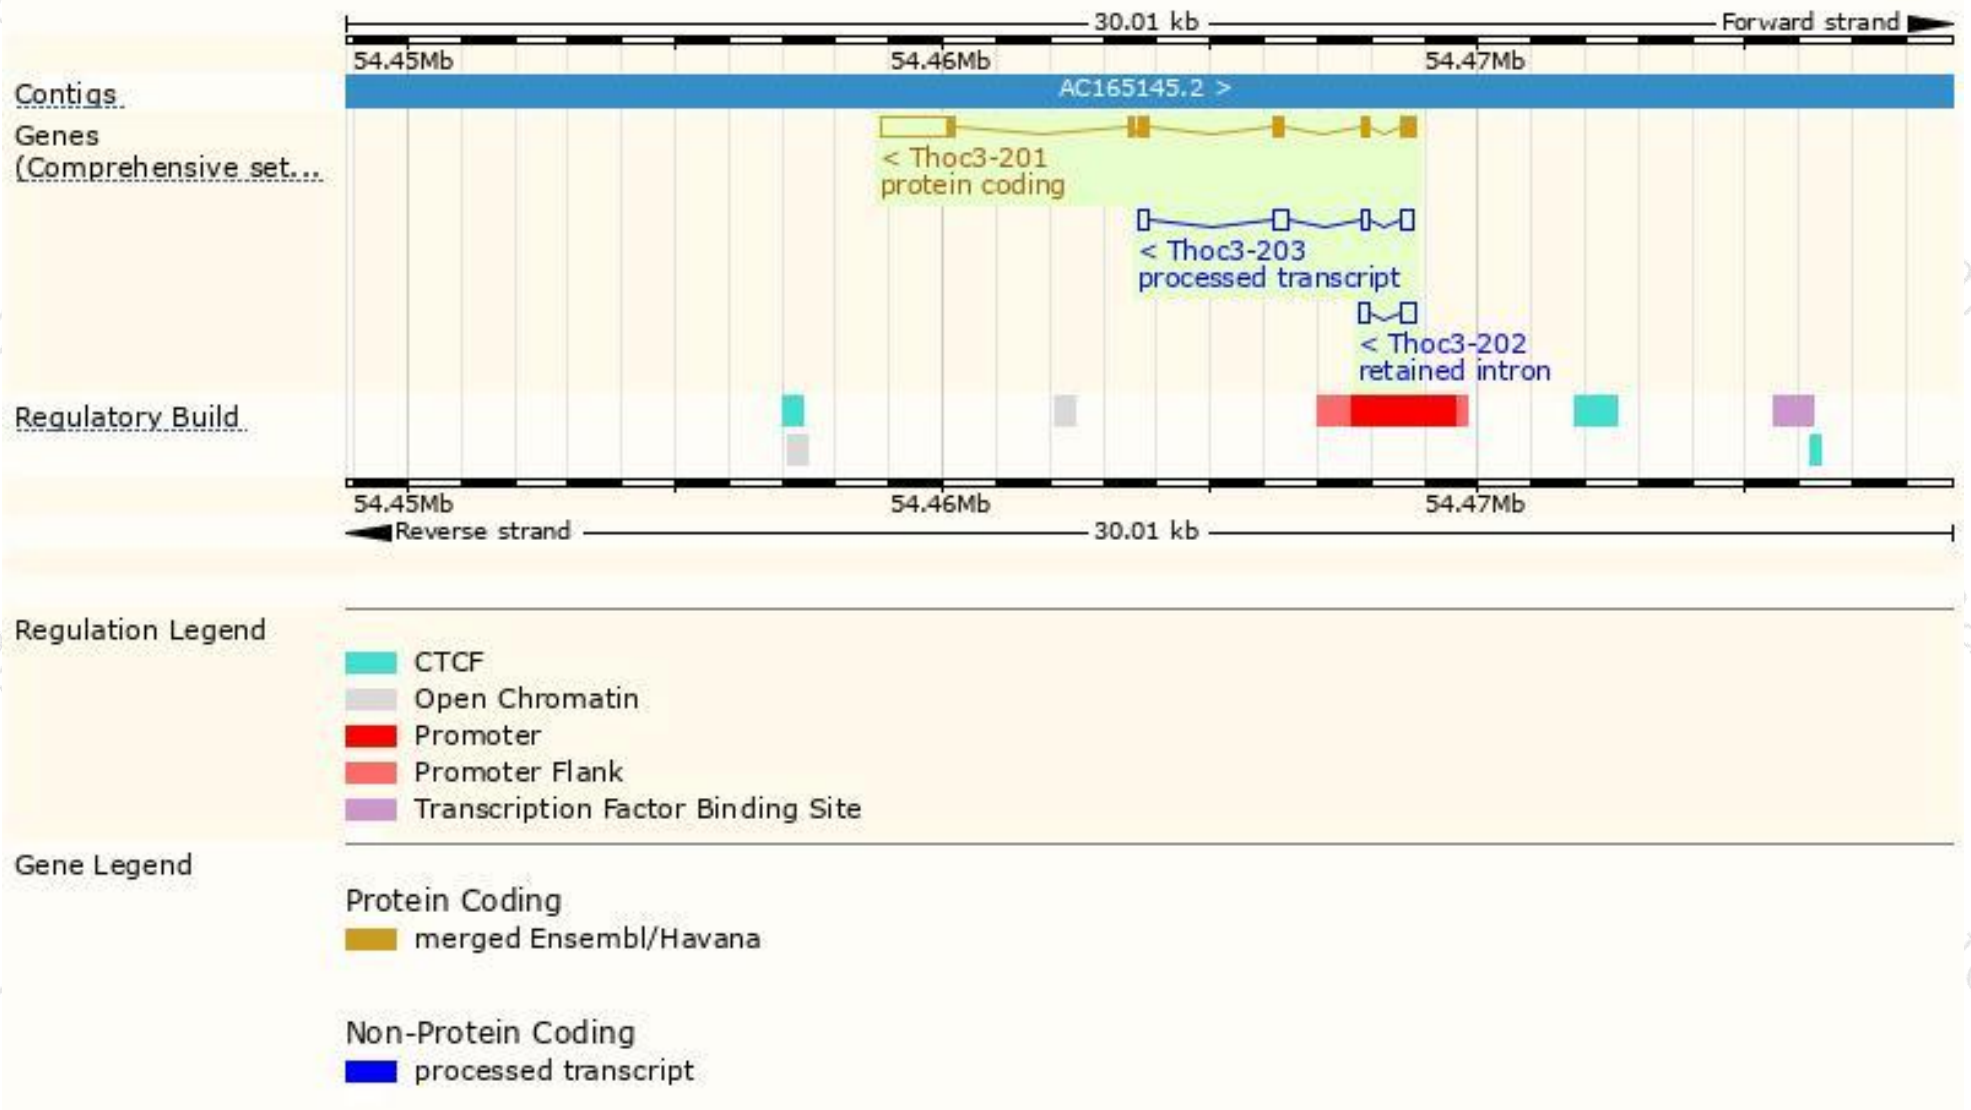 30.01 kb
Forward strand
54.45Mb
54.46Mb
54.47Mb
Contigs
AC165145.2 >
Genes
(Comprehensive set...
< Thoc3-201
protein coding
< Thoc3-203
processed transcript
< Thoc3-202
retained intron
Regulatory Build
54.45Mb
54.46Mb
54.47Mb
Reverse strand
30.01 kb
Regulation Legend
CTCF
Open Chromatin
Promoter
Promoter Flank
Transcription Factor Binding Site
Gene Legend
Protein Coding
merged Ensembl/Havana
Non-Protein Coding
processed transcript